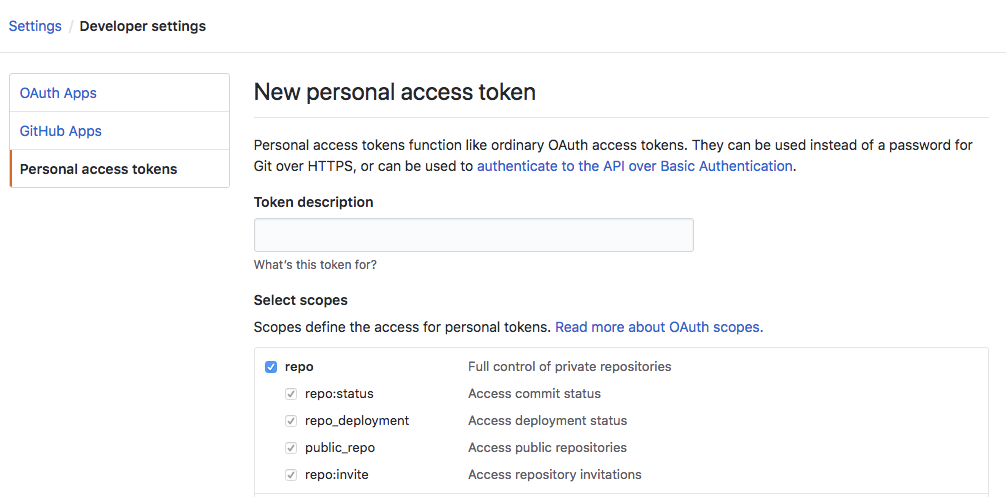 Settings / Developer settings
OAuth Apps
GitHub Apps
Personal access tokens
New personal access token
Personal access tokens function like ordinary OAuth access tokens. They can be used instead of a password for
Git over HTTPS, or can be used to authenticate to the API over Basic Authentication.
Token description
What's this token for?
Select scopes
Scopes define the access for personal tokens. Read more about OAuth scopes.
repo Full control of private repositories
repo:status Access commit status
repo_deployment Access deployment status
public_repo Access public repositories
repo:invite Access repository invitations